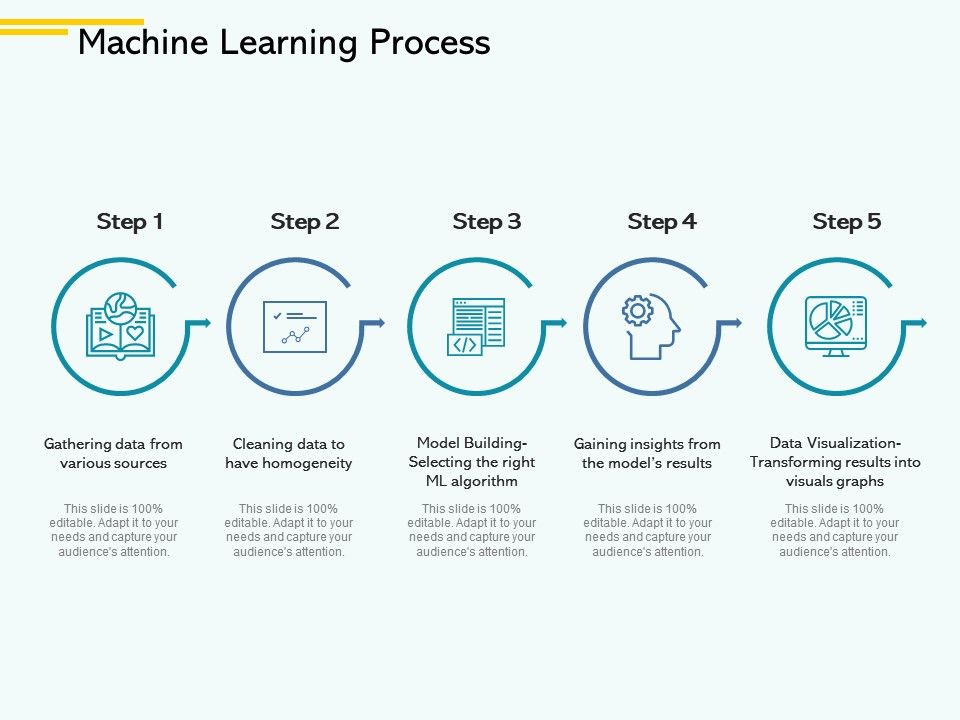 Machine Learning Process
Step 1
Gathering data from
various sources
This slide is 100%
editable. Adapt it to your
needs and capture your
audience's attention.
Step 2
Cleaning data to
have homogeneity
This slide is 100%
editable. Adapt it to your
needs and capture your
audience's attention.
Step 3
</>
Model Building-
Selecting the right
ML algorithm
This slide is 100%
editable. Adapt it to your
needs and capture your
audience's attention.
Step 4
Gaining insights from
the model's results
This slide is 100%
editable. Adapt it to your
needs and capture your
audience's attention.
Step 5
Data Visualization-
Transforming results into
visuals graphs
This slide is 100%
editable. Adapt it to your
needs and capture your
audience's attention.